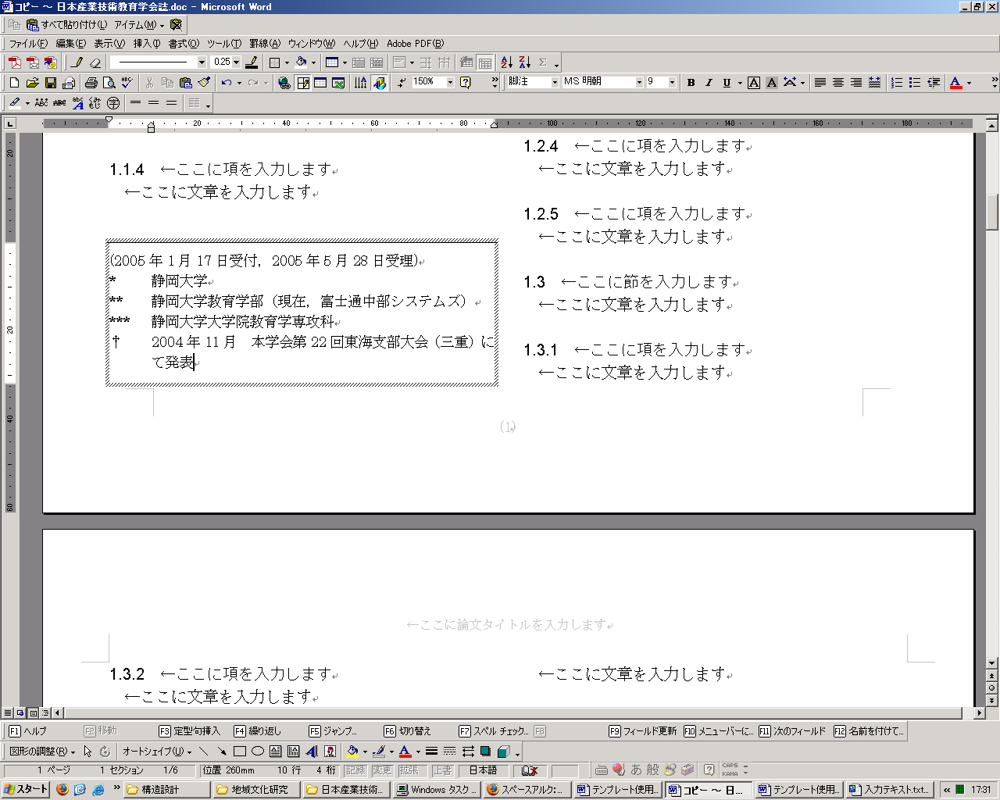 コピー ～ 日本産業技術教育学会誌.doc - Microsoft Word
すべて貼り付け(L) アイテム(M)
ファイル(F) 編集(E) 表示(V) 挿入(I) 書式(O) ツール(T) 罫線(A) ウィンドウ(W) ヘルプ(H) Adobe PDF(B)
0.25
150% 脚注 MS 明朝 9 B I U A A A
20 40 60 80 100 120 140 160 180
1.1.4 ←ここに項を入力します
←ここに文章を入力します
(2005 年 1 月 17 日受付，2005 年 5 月 28 日受理)
* 静岡大学
** 静岡大学教育学部（現在，富士通中部システムズ）
*** 静岡大学大学院教育学専攻科
† 2004 年 11 月　本学会第 22 回東海支部大会（三重）に
て発表
1.2.4 ←ここに項を入力します
←ここに文章を入力します
1.2.5 ←ここに項を入力します
←ここに文章を入力します
1.3 ←ここに節を入力します
←ここに文章を入力します
1.3.1 ←ここに項を入力します
←ここに文章を入力します
(1)
←ここに論文タイトルを入力します
1.3.2 ←ここに項を入力します
←ここに文章を入力します
←ここに文章を入力します
F1 ヘルプ F2 移動 F3 定型句挿入 F4 繰り返し F5 ジャンプ... F6 切り替え F7 スペル チェック... F8 F9 フィールド更新 F10 メニューバーに... F11 次のフィールド F12 名前を付けて...
図形の調整(R) オートシェイプ(U)
1 ページ 1 セクション 1/6 位置 260mm 10 行 4 桁 記録 変更 拡張 上書 日本語 あ 般 CAPS KANA
スタート 構造設計 地域文化研究 日本産業技術... Windows タスク ... スペースアルク:... テンプレート使用... コピー ～ 日... テンプレート使用... 入力テキスト.txt... 17:31